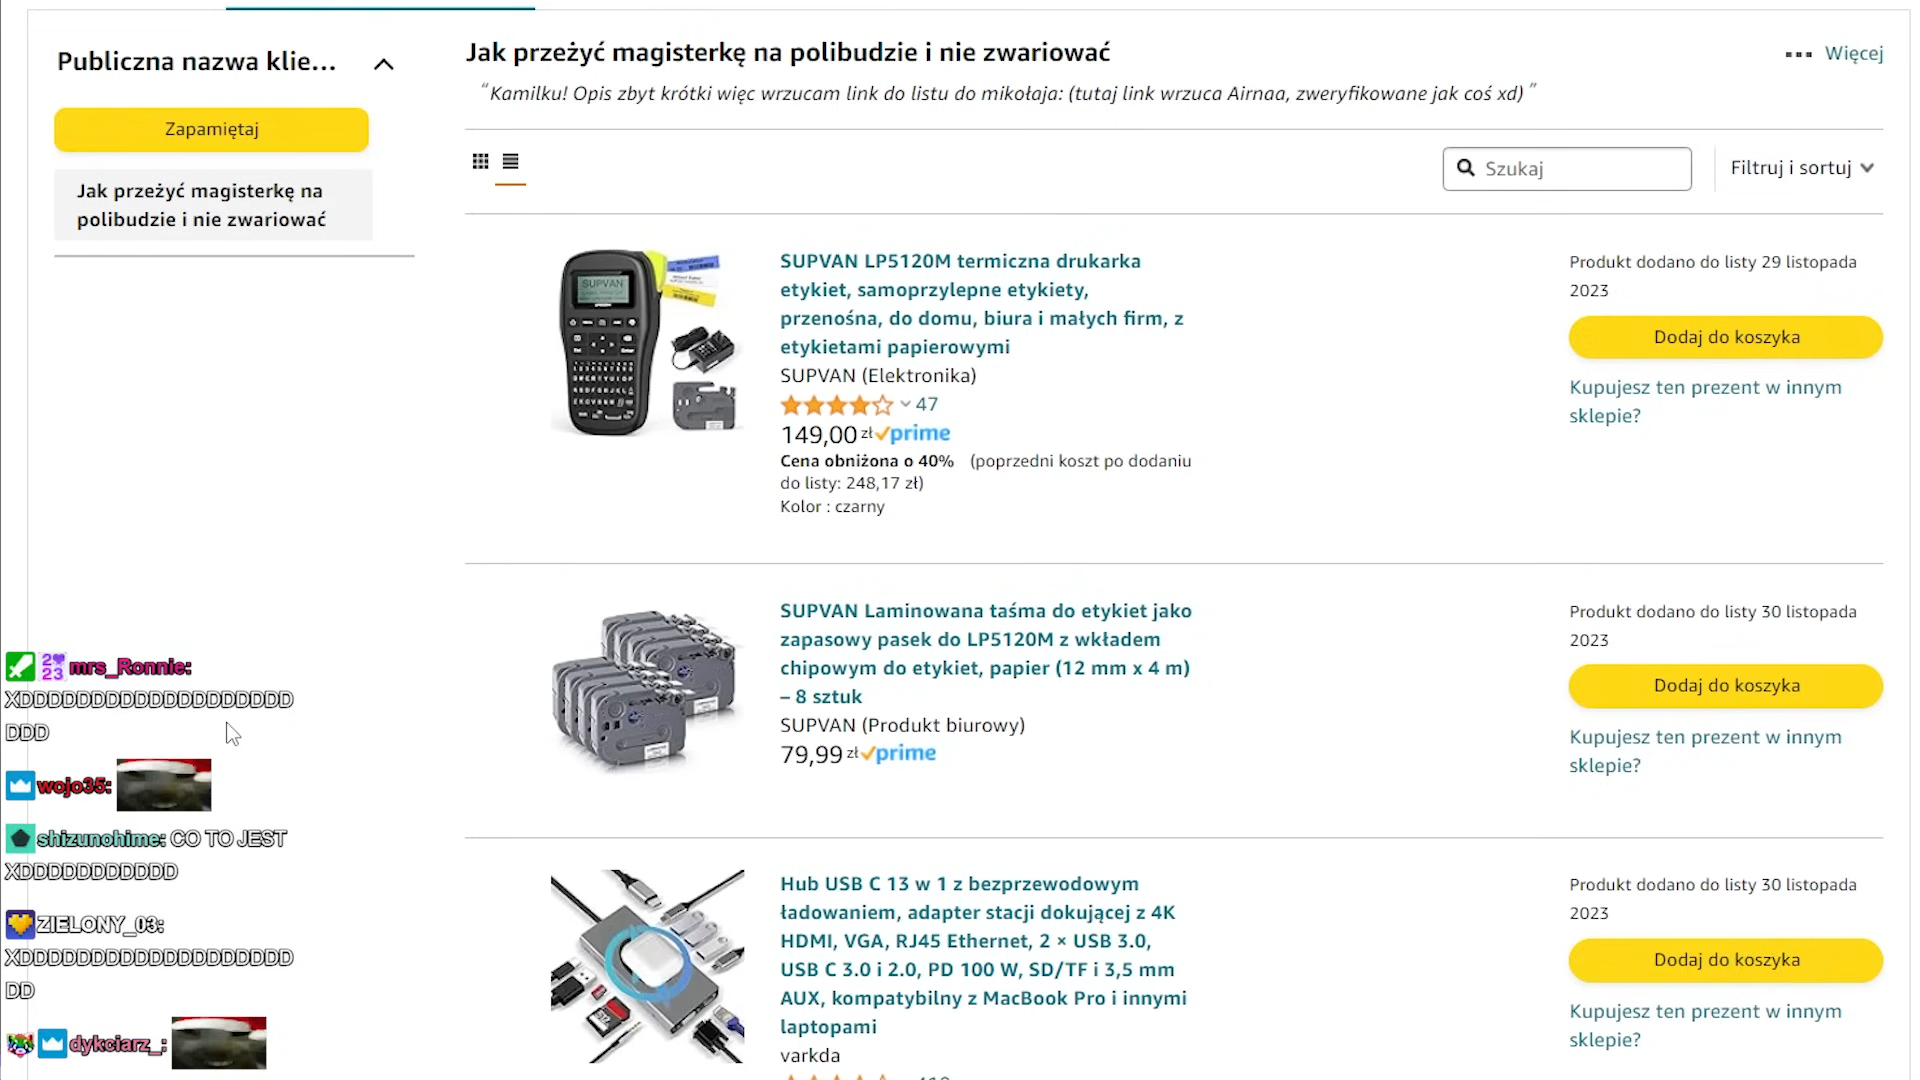 Publiczna nazwa klie...
Zapamiętaj
Jak przeżyć magisterkę na
polibudzie i nie zwariować
Jak przeżyć magisterkę na polibudzie i nie zwariować
Więcej
“Kamilku! Opis zbyt krótki więc wrzucam link do listu do mikołaja: (tutaj link wrzuca Airnaa, zweryfikowane jak coś xd) ”
Szukaj
Filtruj i sortuj
SUPVAN
SUPVAN LP5120M termiczna drukarka
etykiet, samoprzylepne etykiety,
przenośna, do domu, biura i małych firm, z
etykietami papierowymi
SUPVAN (Elektronika)
47
149,00 zł prime
Cena obniżona o 40% (poprzedni koszt po dodaniu
do listy: 248,17 zł)
Kolor : czarny
Produkt dodano do listy 29 listopada
2023
Dodaj do koszyka
Kupujesz ten prezent w innym
sklepie?
SUPVAN Laminowana taśma do etykiet jako
zapasowy pasek do LP5120M z wkładem
chipowym do etykiet, papier (12 mm x 4 m)
– 8 sztuk
SUPVAN (Produkt biurowy)
79,99 zł prime
Produkt dodano do listy 30 listopada
2023
Dodaj do koszyka
Kupujesz ten prezent w innym
sklepie?
Hub USB C 13 w 1 z bezprzewodowym
ładowaniem, adapter stacji dokującej z 4K
HDMI, VGA, RJ45 Ethernet, 2 × USB 3.0,
USB C 3.0 i 2.0, PD 100 W, SD/TF i 3,5 mm
AUX, kompatybilny z MacBook Pro i innymi
laptopami
varkda
Produkt dodano do listy 30 listopada
2023
Dodaj do koszyka
Kupujesz ten prezent w innym
sklepie?
2023 mrs_Ronnie:
XDDDDDDDDDDDDDDDDDDD
DDD
wojo35:
shizunohime: CO TO JEST
XDDDDDDDDDDD
ZIELONY_03:
XDDDDDDDDDDDDDDDDDDD
DD
dykciarz_: